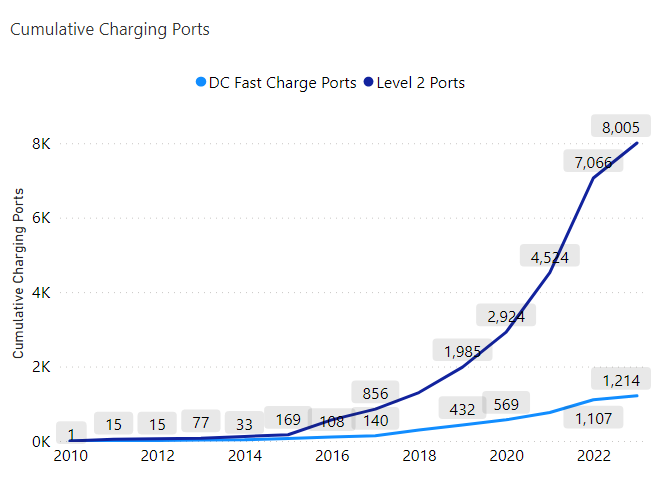 Cumulative Charging Ports
DC Fast Charge Ports Level 2 Ports
Cumulative Charging Ports
8K
6K
4K
2K
0K
8,005
7,066
4,524
2,924
1,985
856
1,214
1 15 15 77 33 169 108 140 432 569 1,107
2010 2012 2014 2016 2018 2020 2022